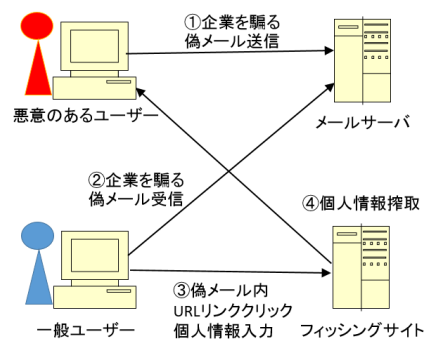 ①企業を騙る
偽メール送信
悪意のあるユーザー
メールサーバ
②企業を騙る
偽メール受信
④個人情報搾取
③偽メール内
URLリンククリック
個人情報入力
一般ユーザー
フィッシングサイト